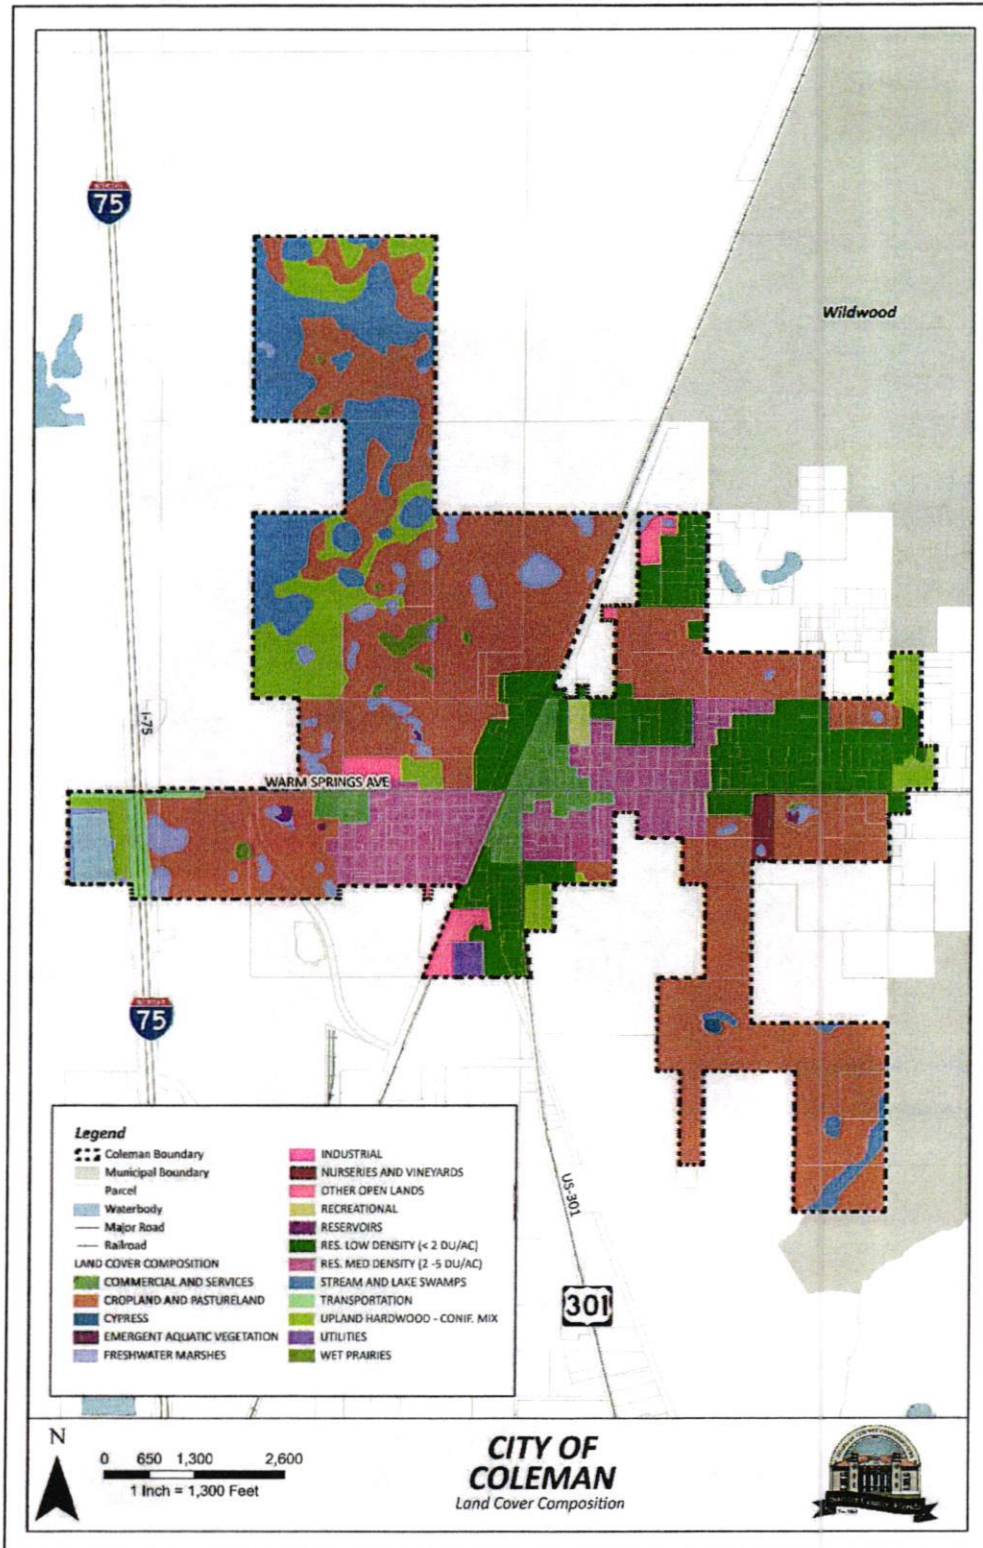 75
Wildwood
I-75
WARM SPRINGS AVE
75
US-301
301
Legend
Coleman Boundary
Municipal Boundary
Parcel
Waterbody
Major Road
Railroad
LAND COVER COMPOSITION
COMMERCIAL AND SERVICES
CROPLAND AND PASTURELAND
CYPRESS
EMERGENT AQUATIC VEGETATION
FRESHWATER MARSHES
INDUSTRIAL
NURSERIES AND VINEYARDS
OTHER OPEN LANDS
RECREATIONAL
RESERVOIRS
RES. LOW DENSITY (< 2 DU/AC)
RES. MED DENSITY (2 -5 DU/AC)
STREAM AND LAKE SWAMPS
TRANSPORTATION
UPLAND HARDWOOD - CONIF. MIX
UTILITIES
WET PRAIRIES
N
0 650 1,300 2,600
1 Inch = 1,300 Feet
CITY OF
COLEMAN
Land Cover Composition
Sumter County, Florida